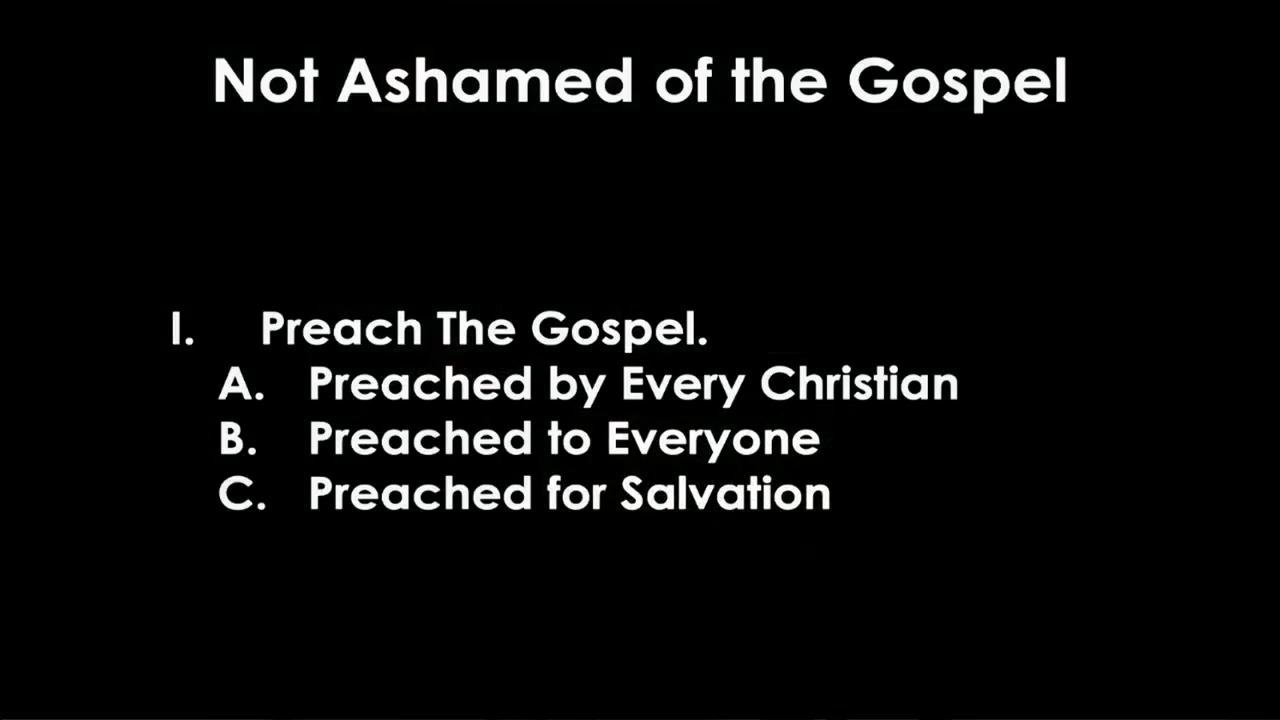 Not Ashamed of the Gospel
I. Preach The Gospel.
A. Preached by Every Christian
B. Preached to Everyone
C. Preached for Salvation